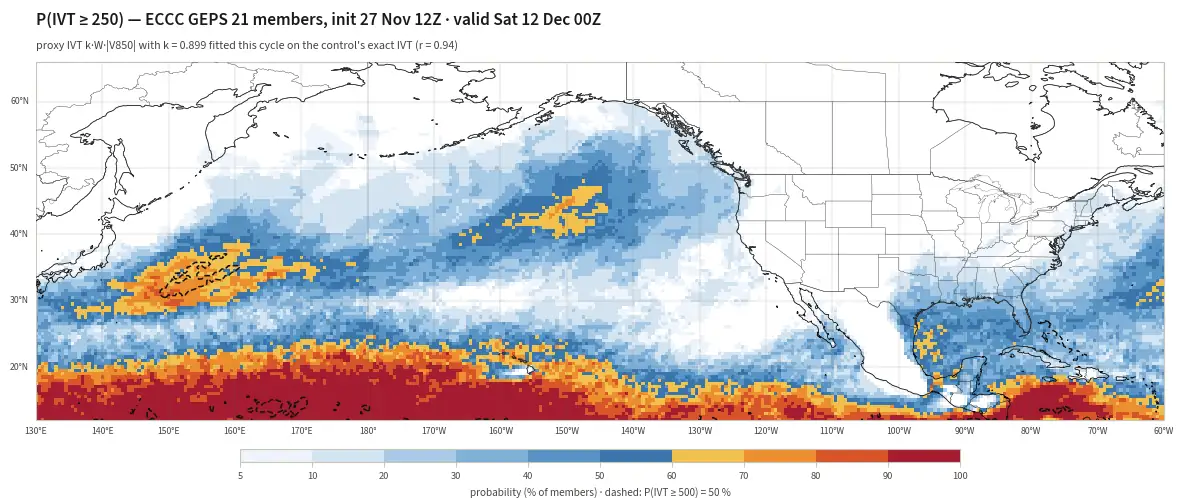 P(IVT ≥ 250) — ECCC GEPS 21 members, init 27 Nov 12Z · valid Sat 12 Dec 00Z
proxy IVT k·W·|V850| with k = 0.899 fitted this cycle on the control's exact IVT (r = 0.94)
60°N
50°N
40°N
30°N
20°N
130°E 140°E 150°E 160°E 170°E 180° 170°W 160°W 150°W 140°W 130°W 120°W 110°W 100°W 90°W 80°W 70°W 60°W
5 10 20 30 40 50 60 70 80 90 100
probability (% of members) · dashed: P(IVT ≥ 500) = 50 %